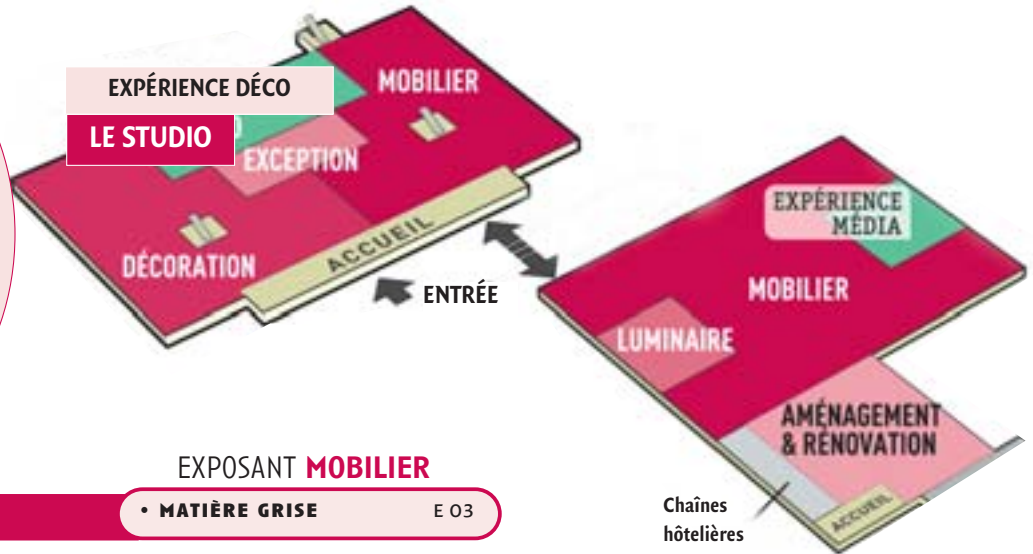 EXPÉRIENCE DÉCO
LE STUDIO
MOBILIER
EXCEPTION
DÉCORATION
ACCUEIL
ENTRÉE
EXPÉRIENCE
MÉDIA
MOBILIER
LUMINAIRE
AMÉNAGEMENT
& RÉNOVATION
Chaînes
hôtelières
ACCUEIL
EXPOSANT MOBILIER
• MATIÈRE GRISE E 03